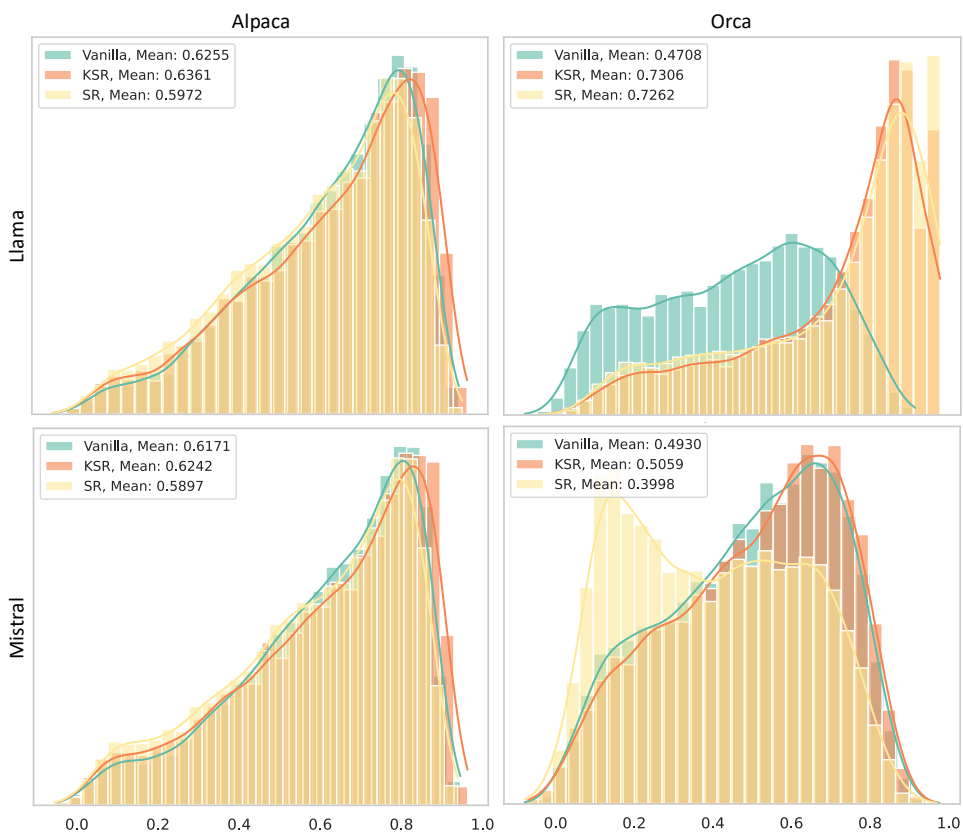 Alpaca
Orca
Llama
Vanilla, Mean: 0.6255
KSR, Mean: 0.6361
SR, Mean: 0.5972
Vanilla, Mean: 0.4708
KSR, Mean: 0.7306
SR, Mean: 0.7262
Mistral
Vanilla, Mean: 0.6171
KSR, Mean: 0.6242
SR, Mean: 0.5897
Vanilla, Mean: 0.4930
KSR, Mean: 0.5059
SR, Mean: 0.3998
0.0 0.2 0.4 0.6 0.8 1.0
0.0 0.2 0.4 0.6 0.8 1.0